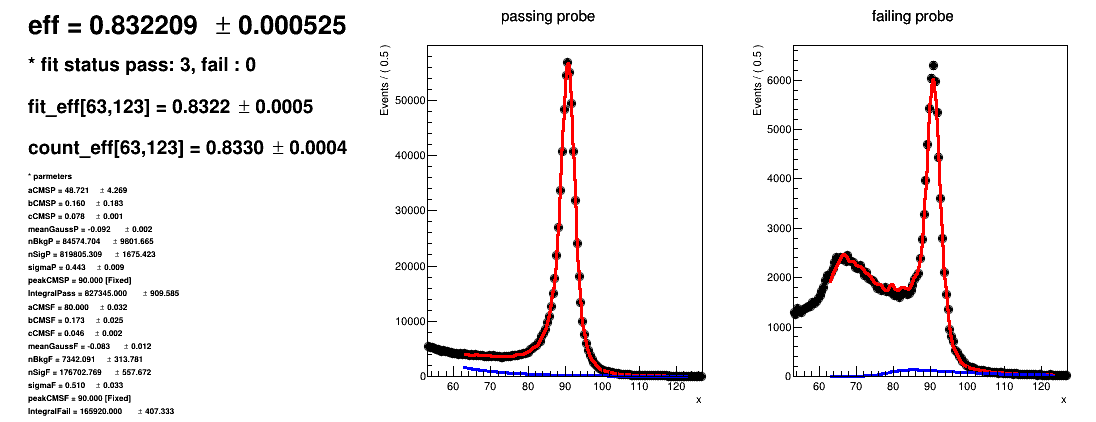 eff = 0.832209 ± 0.000525
* fit status pass: 3, fail : 0
fit_eff[63,123] = 0.8322 ± 0.0005
count_eff[63,123] = 0.8330 ± 0.0004
* parmeters
aCMSP = 48.721 ± 4.269
bCMSP = 0.160 ± 0.183
cCMSP = 0.078 ± 0.001
meanGaussP = -0.092 ± 0.002
nBkgP = 84574.704 ± 9801.665
nSigP = 819805.309 ± 1675.423
sigmaP = 0.443 ± 0.009
peakCMSP = 90.000 [Fixed]
IntegralPass = 827345.000 ± 909.585
aCMSF = 80.000 ± 0.032
bCMSF = 0.173 ± 0.025
cCMSF = 0.046 ± 0.002
meanGaussF = -0.083 ± 0.012
nBkgF = 7342.091 ± 313.781
nSigF = 176702.769 ± 557.672
sigmaF = 0.510 ± 0.033
peakCMSF = 90.000 [Fixed]
IntegralFail = 165920.000 ± 407.333
passing probe
Events / ( 0.5 )
50000
40000
30000
20000
10000
0
60 70 80 90 100 110 120
x
failing probe
Events / ( 0.5 )
6000
5000
4000
3000
2000
1000
0
60 70 80 90 100 110 120
x